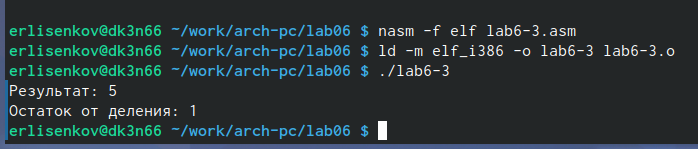 erlisenkov@dk3n66 ~/work/arch-pc/lab06 $ nasm -f elf lab6-3.asm
erlisenkov@dk3n66 ~/work/arch-pc/lab06 $ ld -m elf_i386 -o lab6-3 lab6-3.o
erlisenkov@dk3n66 ~/work/arch-pc/lab06 $ ./lab6-3
Результат: 5
Остаток от деления: 1
erlisenkov@dk3n66 ~/work/arch-pc/lab06 $